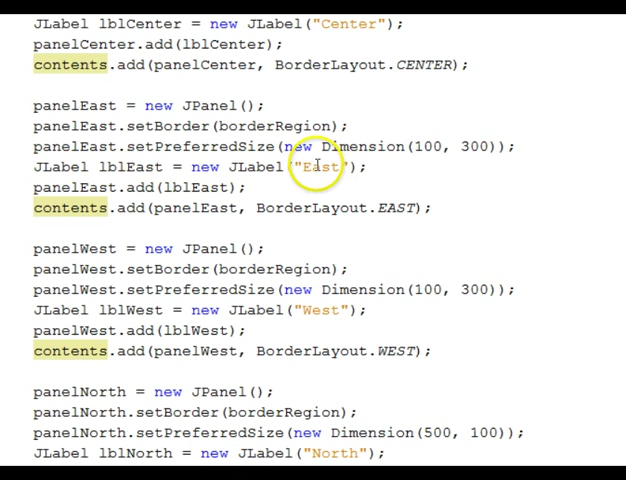 JLabel lblCenter = new JLabel("Center");
panelCenter.add(lblCenter);
contents.add(panelCenter, BorderLayout.CENTER);
panelEast = new JPanel();
panelEast.setBorder(borderRegion);
panelEast.setPreferredSize(new Dimension(100, 300));
JLabel lblEast = new JLabel("East");
panelEast.add(lblEast);
contents.add(panelEast, BorderLayout.EAST);
panelWest = new JPanel();
panelWest.setBorder(borderRegion);
panelWest.setPreferredSize(new Dimension(100, 300));
JLabel lblWest = new JLabel("West");
panelWest.add(lblWest);
contents.add(panelWest, BorderLayout.WEST);
panelNorth = new JPanel();
panelNorth.setBorder(borderRegion);
panelNorth.setPreferredSize(new Dimension(500, 100));
JLabel lblNorth = new JLabel("North");